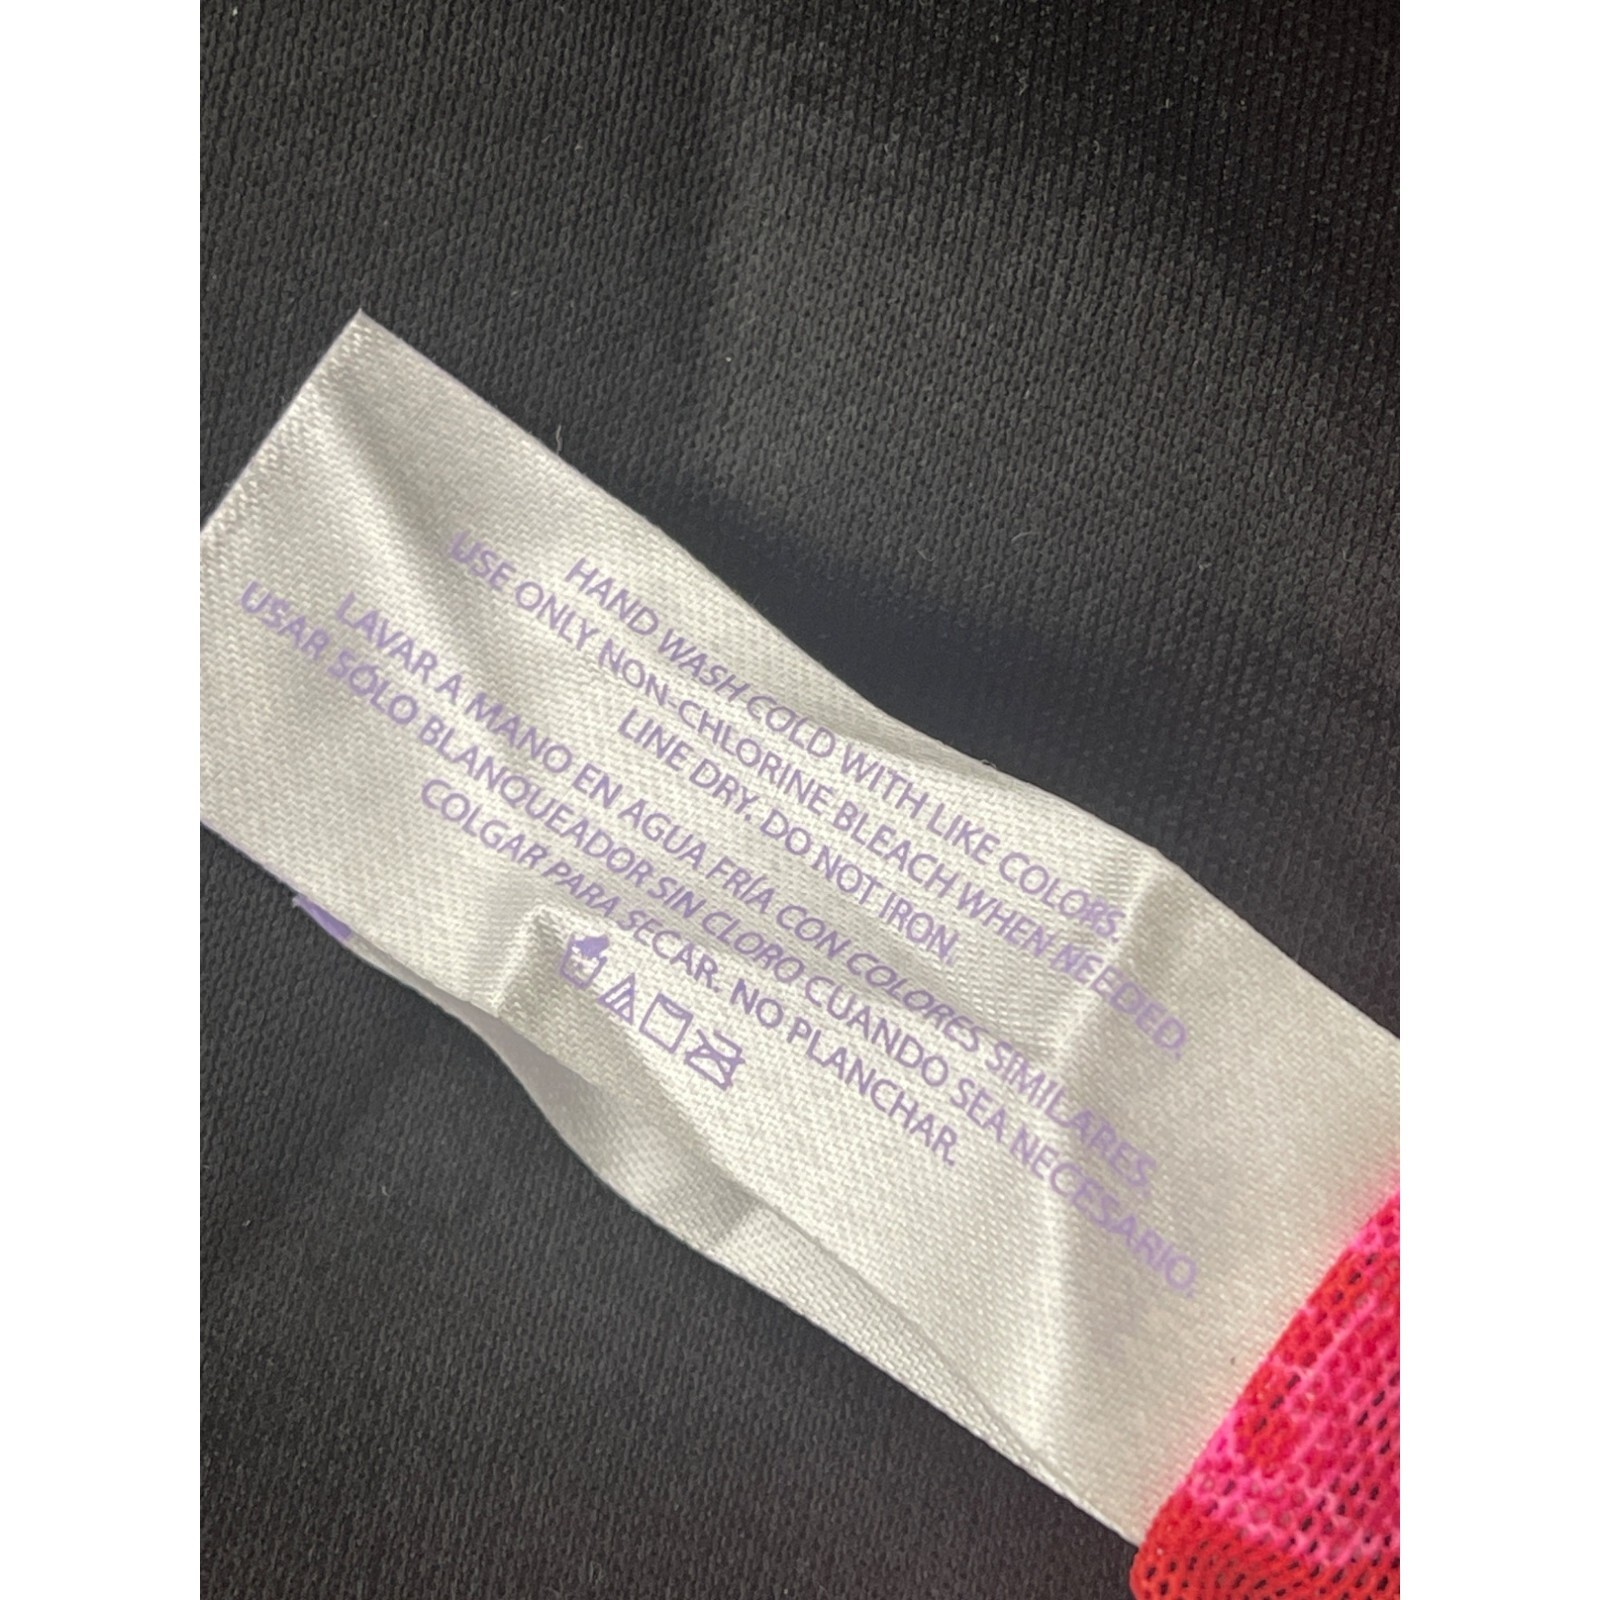 HAND WASH COLD WITH LIKE COLORS.
USE ONLY NON-CHLORINE BLEACH WHEN NEEDED.
LINE DRY. DO NOT IRON.
LAVAR A MANO EN AGUA FRÍA CON COLORES SIMILARES.
USAR SÓLO BLANQUEADOR SIN CLORO CUANDO SEA NECESARIO.
COLGAR PARA SECAR. NO PLANCHAR.